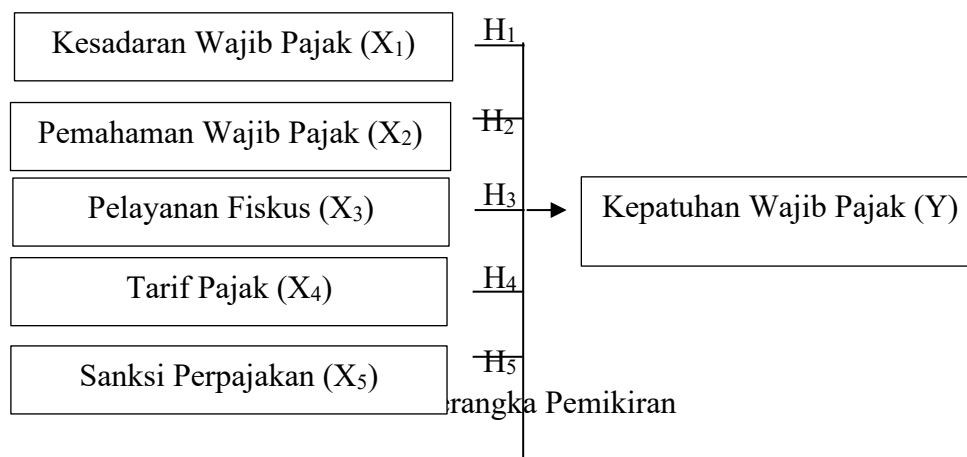 Kesadaran Wajib Pajak (X₁)
H₁
Pemahaman Wajib Pajak (X₂)
H₂
Pelayanan Fiskus (X₃)
H₃
Kepatuhan Wajib Pajak (Y)
Tarif Pajak (X₄)
H₄
Sanksi Perpajakan (X₅)
H₅
erangka Pemikiran